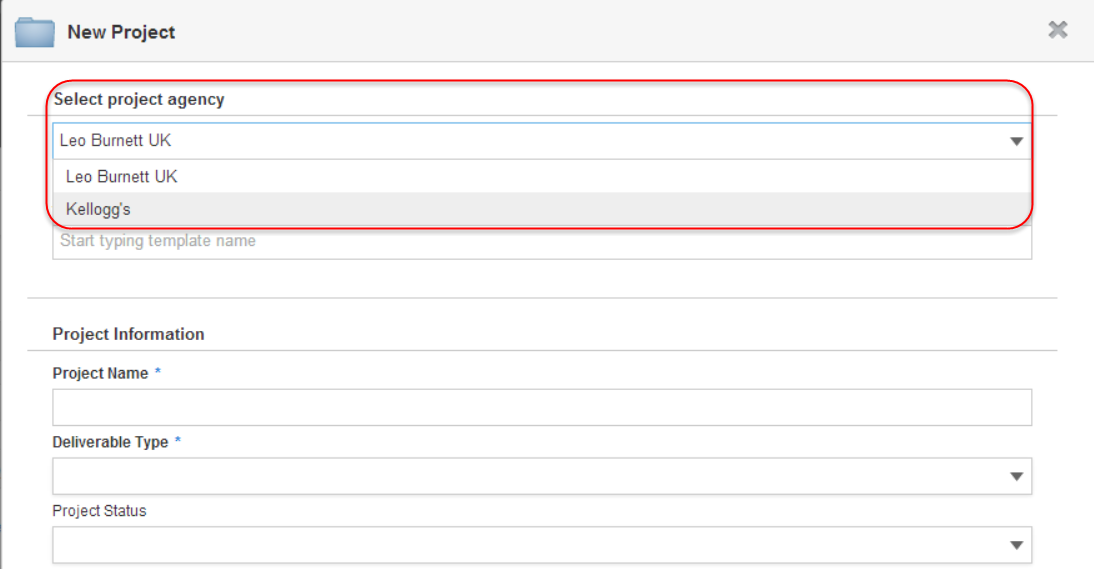 New Project
Select project agency
Leo Burnett UK
Leo Burnett UK
Kellogg's
Start typing template name
Project Information
Project Name *
Deliverable Type *
Project Status